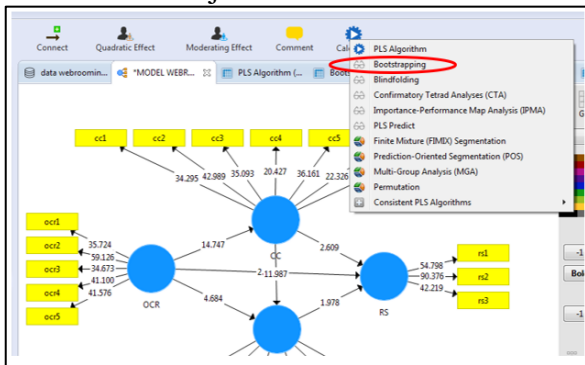 Connect
Quadratic Effect
Moderating Effect
Comment
PLS Algorithm
Bootstrapping
Blindfolding
Confirmatory Tetrad Analyses (CTA)
Importance-Performance Map Analysis (IPMA)
PLS Predict
Finite Mixture (FIMIX) Segmentation
Prediction-Oriented Segmentation (POS)
Multi-Group Analysis (MGA)
Permutation
Consistent PLS Algorithms
data webroomin...
*MODEL WEBR...
PLS Algorithm (...
cc1 cc2 cc3 cc4 cc5
34.295 42.989 35.093 20.427 36.161 22.326
ocr1
ocr2
ocr3
ocr4
ocr5
35.724
59.126
34.673
41.100
41.576
OCR
14.747
CC
2.609
2.11.987
4.684
1.978
RS
54.798
90.376
42.219
rs1
rs2
rs3
-1
-1